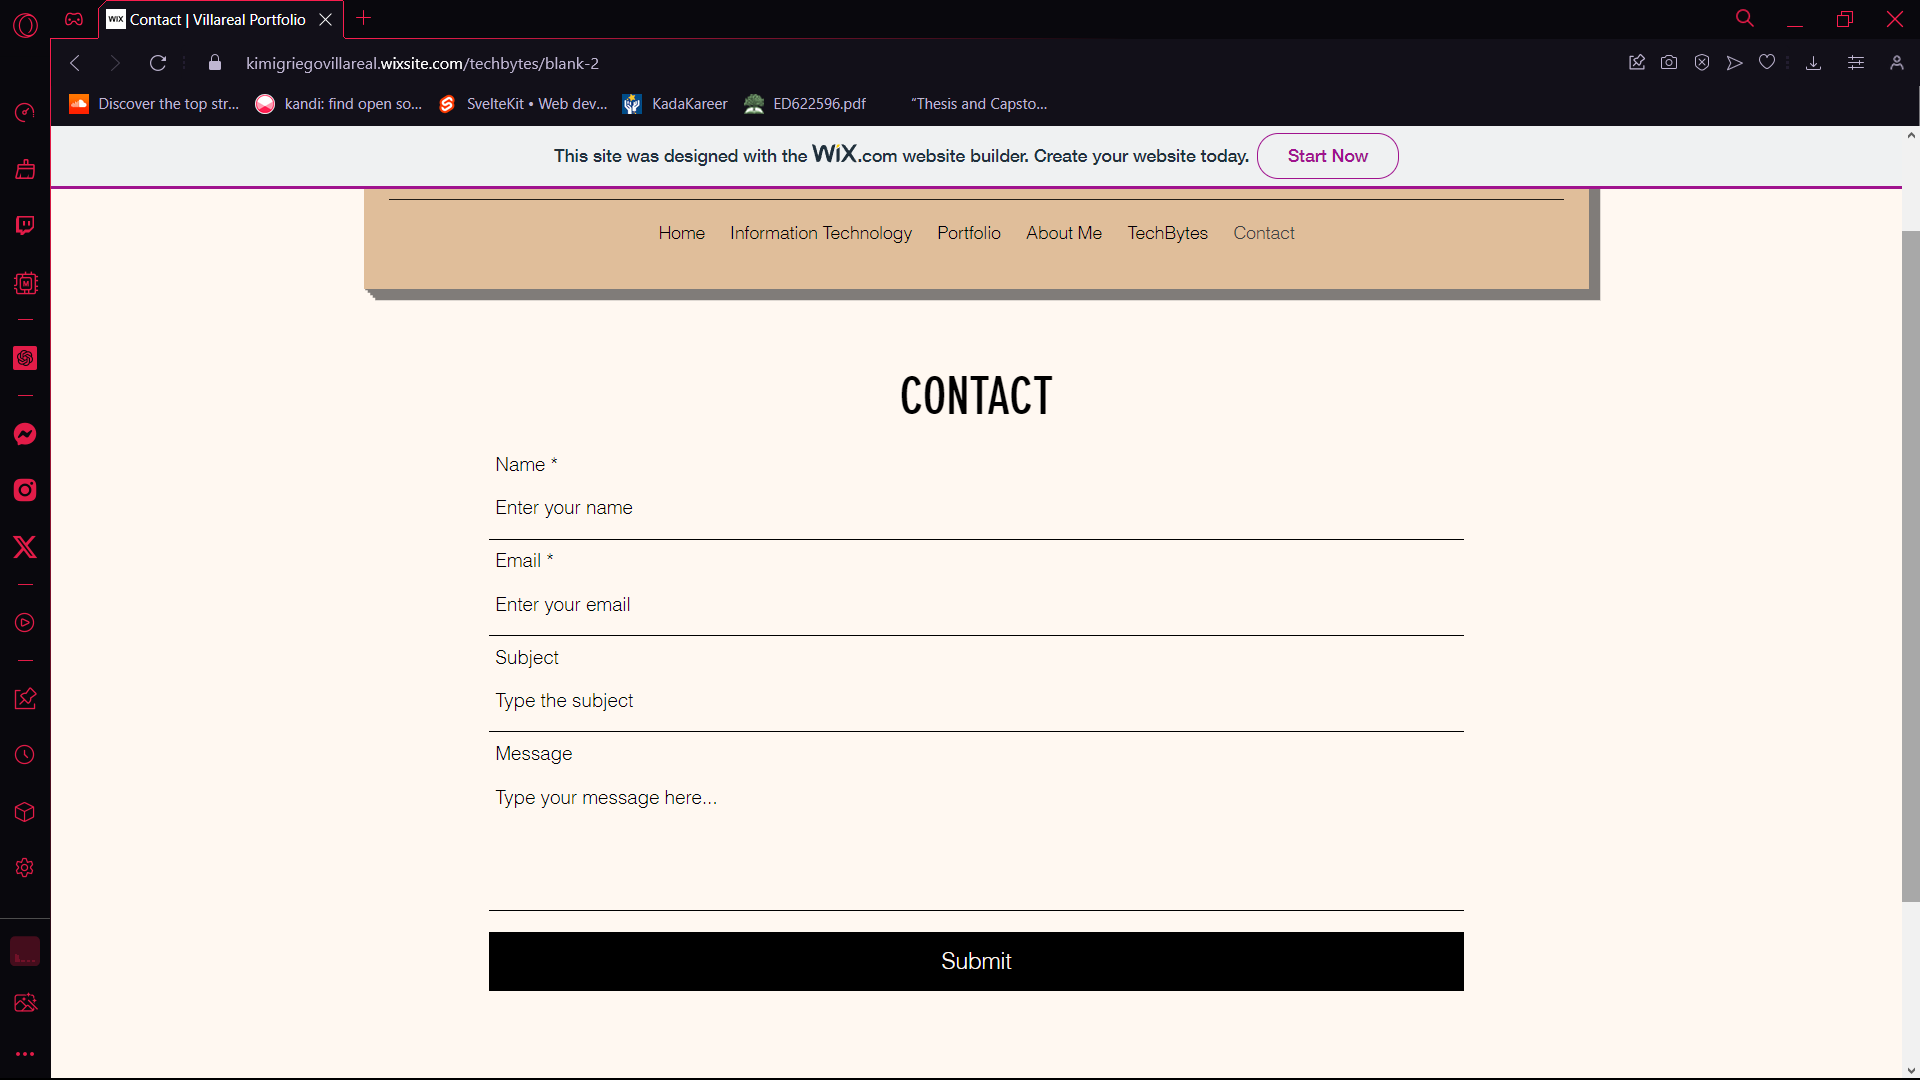 WIX Contact | Villareal Portfolio
kimigriegovillareal.wixsite.com/techbytes/blank-2
Discover the top str... kandi: find open so... SvelteKit • Web dev... KadaKareer ED622596.pdf “Thesis and Capsto...
This site was designed with the WiX.com website builder. Create your website today. Start Now
Home Information Technology Portfolio About Me TechBytes Contact
CONTACT
Name *
Enter your name
Email *
Enter your email
Subject
Type the subject
Message
Type your message here...
Submit